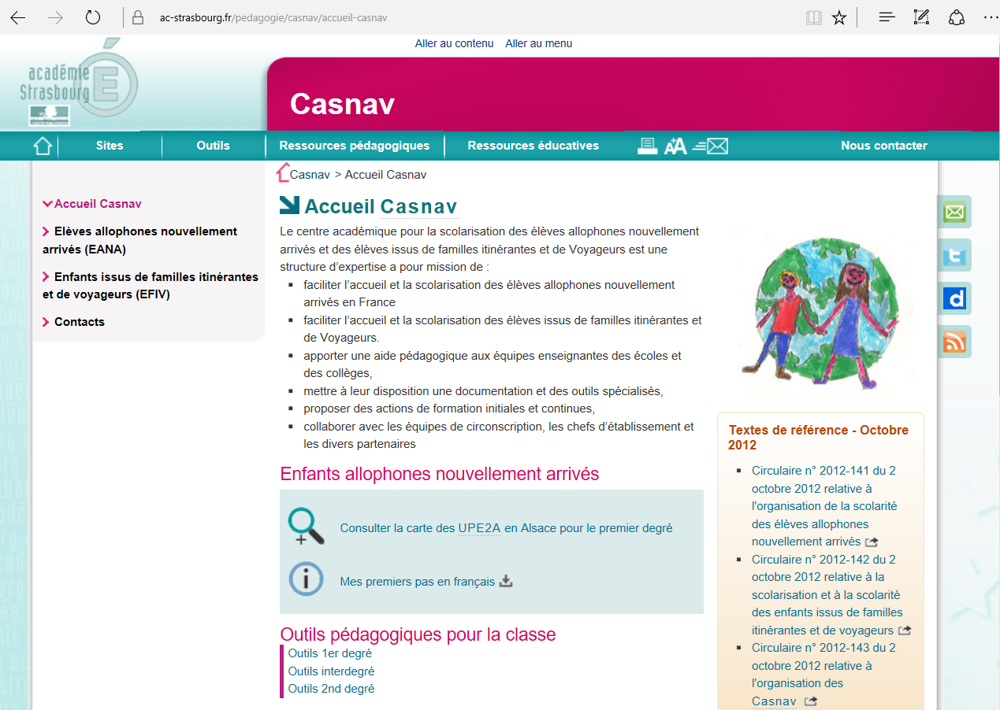 ac-strasbourg.fr/pedagogie/casnav/accueil-casnav
Aller au contenu Aller au menu
académie
Strasbourg
É
Casnav
Sites Outils Ressources pédagogiques Ressources éducatives AA Nous contacter
Casnav > Accueil Casnav
Accueil Casnav
Elèves allophones nouvellement
arrivés (EANA)
Enfants issus de familles itinérantes
et de voyageurs (EFIV)
Contacts
Accueil Casnav
Le centre académique pour la scolarisation des élèves allophones nouvellement
arrivés et des élèves issus de familles itinérantes et de Voyageurs est une
structure d'expertise a pour mission de :
▪ faciliter l'accueil et la scolarisation des élèves allophones nouvellement
arrivés en France
▪ faciliter l'accueil et la scolarisation des élèves issus de familles itinérantes et
de Voyageurs.
▪ apporter une aide pédagogique aux équipes enseignantes des écoles et
des collèges,
▪ mettre à leur disposition une documentation et des outils spécialisés,
▪ proposer des actions de formation initiales et continues,
▪ collaborer avec les équipes de circonscription, les chefs d'établissement et
les divers partenaires
Enfants allophones nouvellement arrivés
Consulter la carte des UPE2A en Alsace pour le premier degré
Mes premiers pas en français
Outils pédagogiques pour la classe
Outils 1er degré
Outils interdegré
Outils 2nd degré
Textes de référence - Octobre
2012
▪ Circulaire n° 2012-141 du 2
octobre 2012 relative à
l'organisation de la scolarité
des élèves allophones
nouvellement arrivés
▪ Circulaire n° 2012-142 du 2
octobre 2012 relative à la
scolarisation et à la scolarité
des enfants issus de familles
itinérantes et de voyageurs
▪ Circulaire n° 2012-143 du 2
octobre 2012 relative à
l'organisation des
Casnav